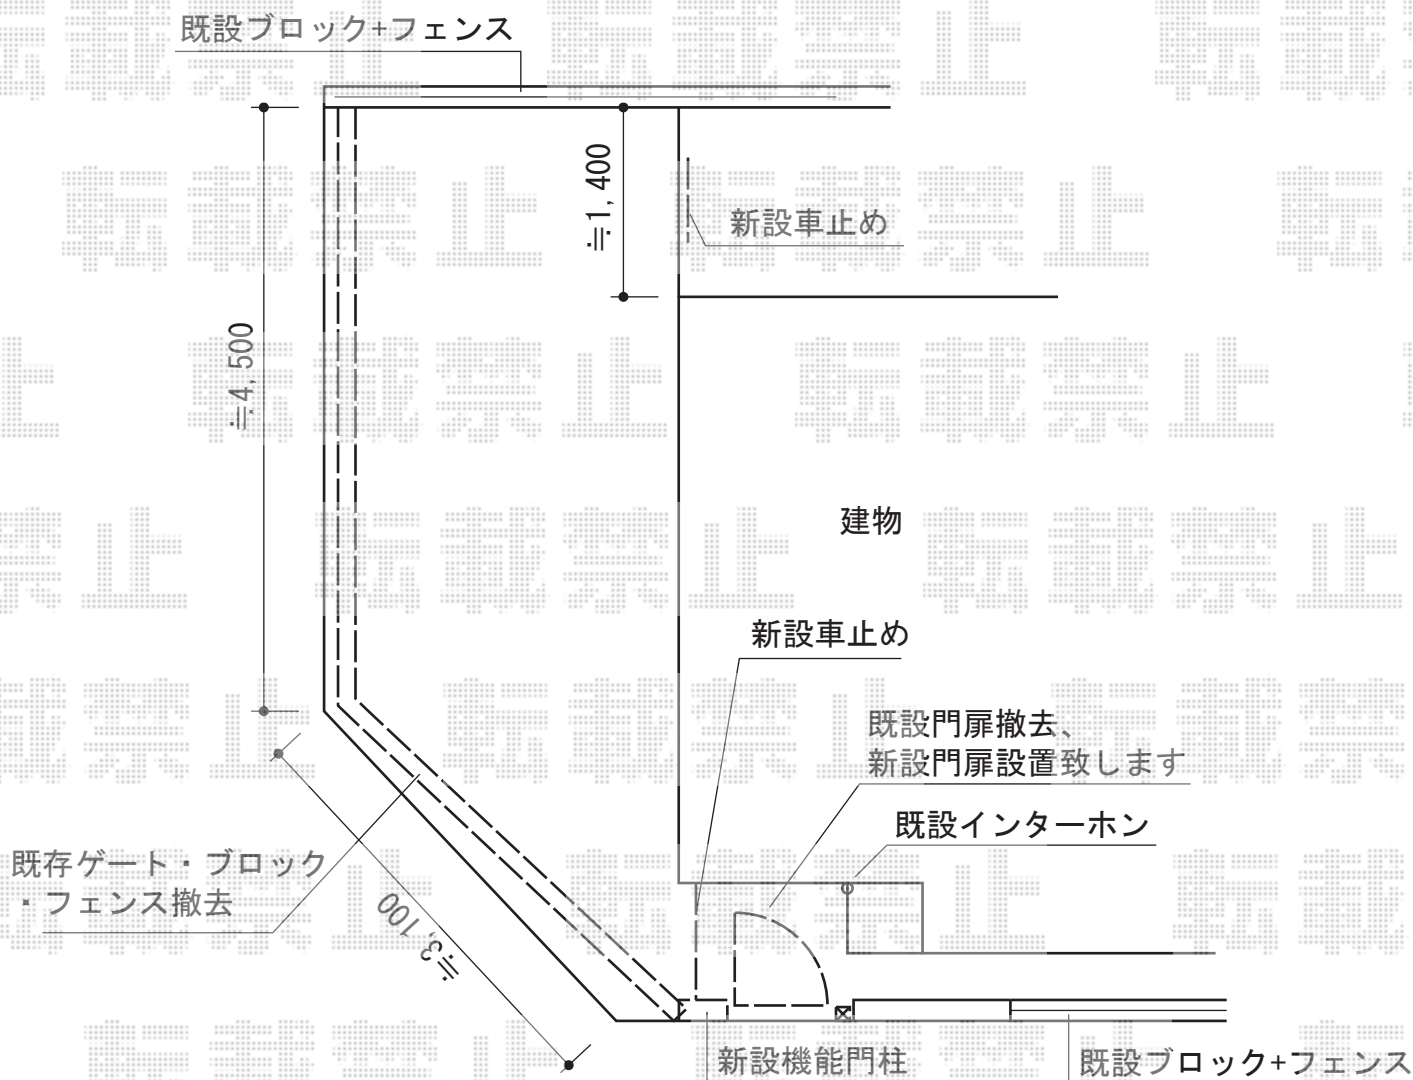 既設ブロック+フェンス
≒1,400
新設車止め
≒4,500
建物
新設車止め
既設門扉撤去、
新設門扉設置致します
既設インターホン
既存ゲート・ブロック
・フェンス撤去
≒3,100
新設機能門柱
既設ブロック+フェンス
転載禁止